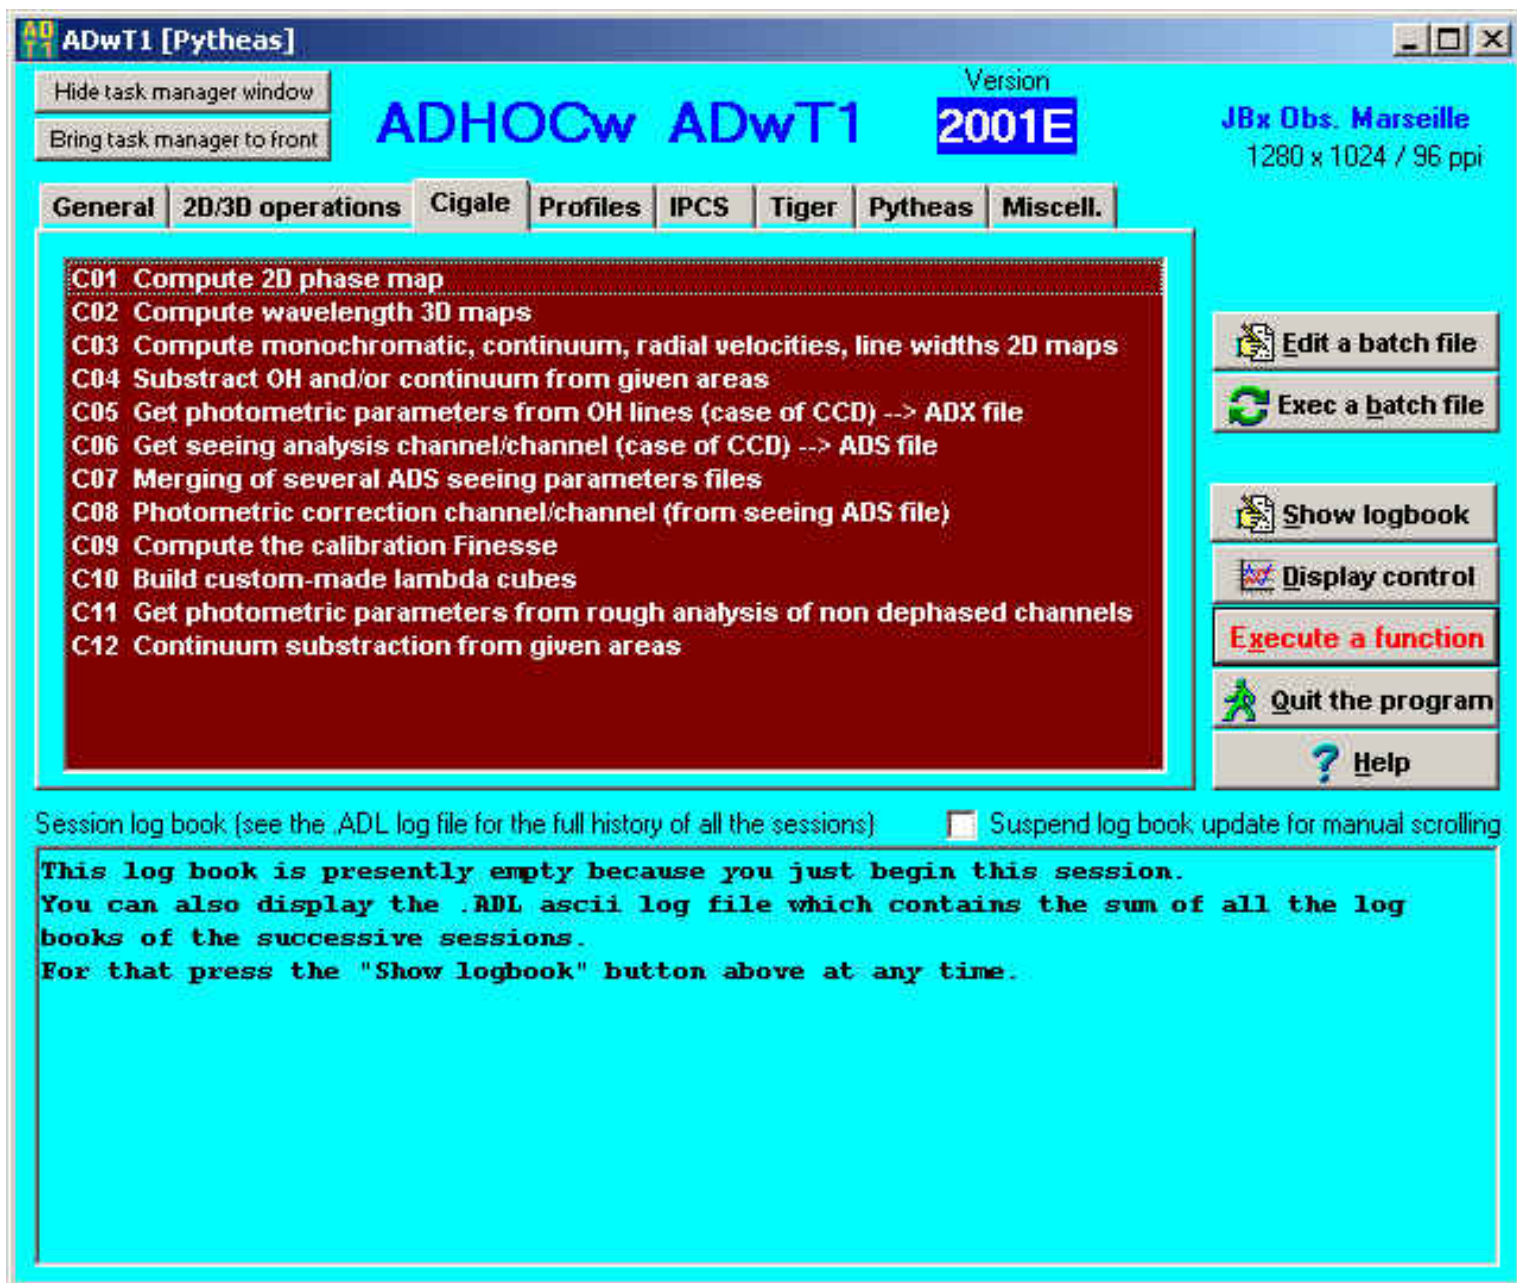 ADwT1 [Pytheas]
Hide task manager window
Bring task manager to front
ADHOCw ADwT1
Version
2001E
JBx Obs. Marseille
1280 x 1024 / 96 ppi
General 2D/3D operations Cigale Profiles IPCS Tiger Pytheas Miscell.
C01 Compute 2D phase map
C02 Compute wavelength 3D maps
C03 Compute monochromatic, continuum, radial velocities, line widths 2D maps
C04 Substract OH and/or continuum from given areas
C05 Get photometric parameters from OH lines (case of CCD) --> ADX file
C06 Get seeing analysis channel/channel (case of CCD) --> ADS file
C07 Merging of several ADS seeing parameters files
C08 Photometric correction channel/channel (from seeing ADS file)
C09 Compute the calibration Finesse
C10 Build custom-made lambda cubes
C11 Get photometric parameters from rough analysis of non dephased channels
C12 Continuum substraction from given areas
Edit a batch file
Exec a batch file
Show logbook
Display control
Execute a function
Quit the program
Help
Session log book (see the .ADL log file for the full history of all the sessions)
Suspend log book update for manual scrolling
This log book is presently empty because you just begin this session.
You can also display the .ADL ascii log file which contains the sum of all the log
books of the successive sessions.
For that press the "Show logbook" button above at any time.